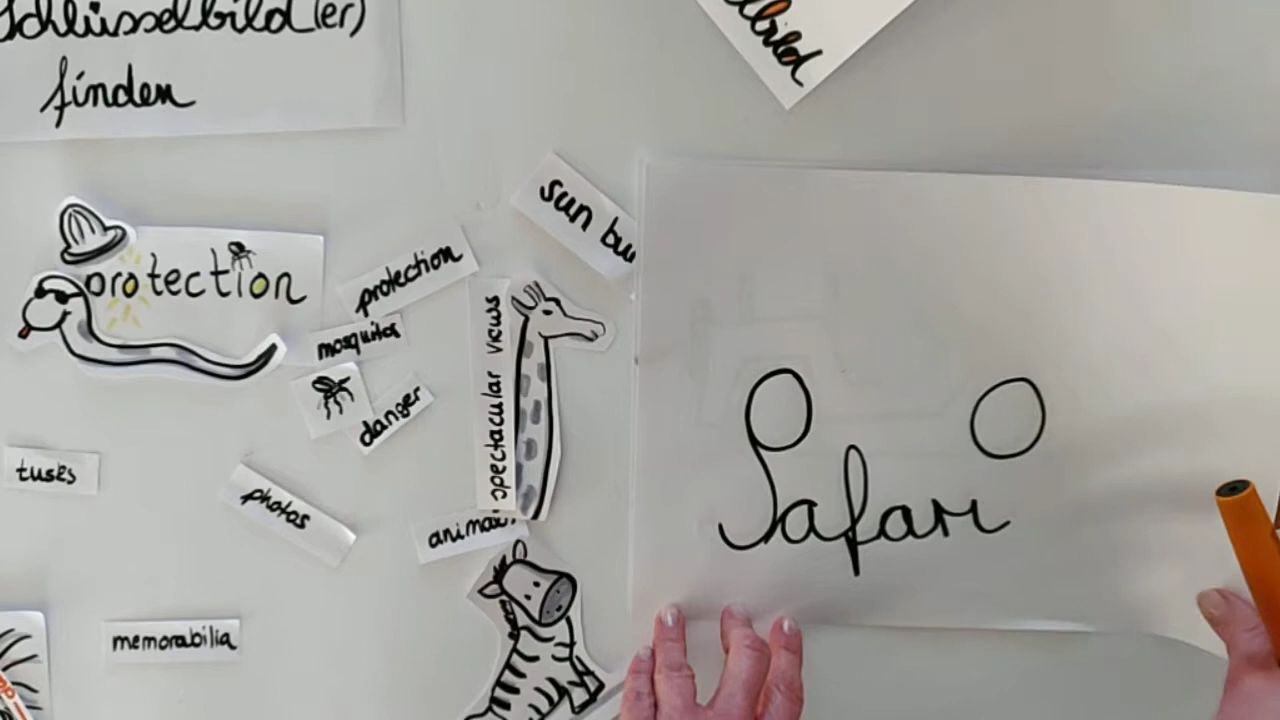 Schlüsselbild(er)
finden
protection
protection
mosquitos
danger
spectacular views
sun bu
tusks
photos
animals
memorabilia
Safari